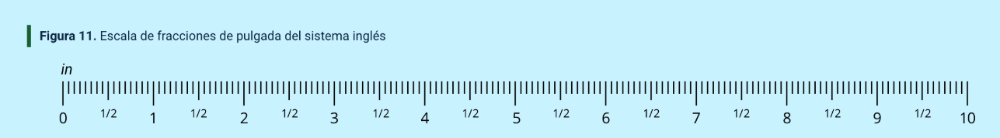 Figura 11. Escala de fracciones de pulgada del sistema inglés
in
0 1/2 1 1/2 2 1/2 3 1/2 4 1/2 5 1/2 6 1/2 7 1/2 8 1/2 9 1/2 10